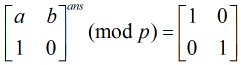 [a b; 1 0]^ans (mod p) = [1 0; 0 1]